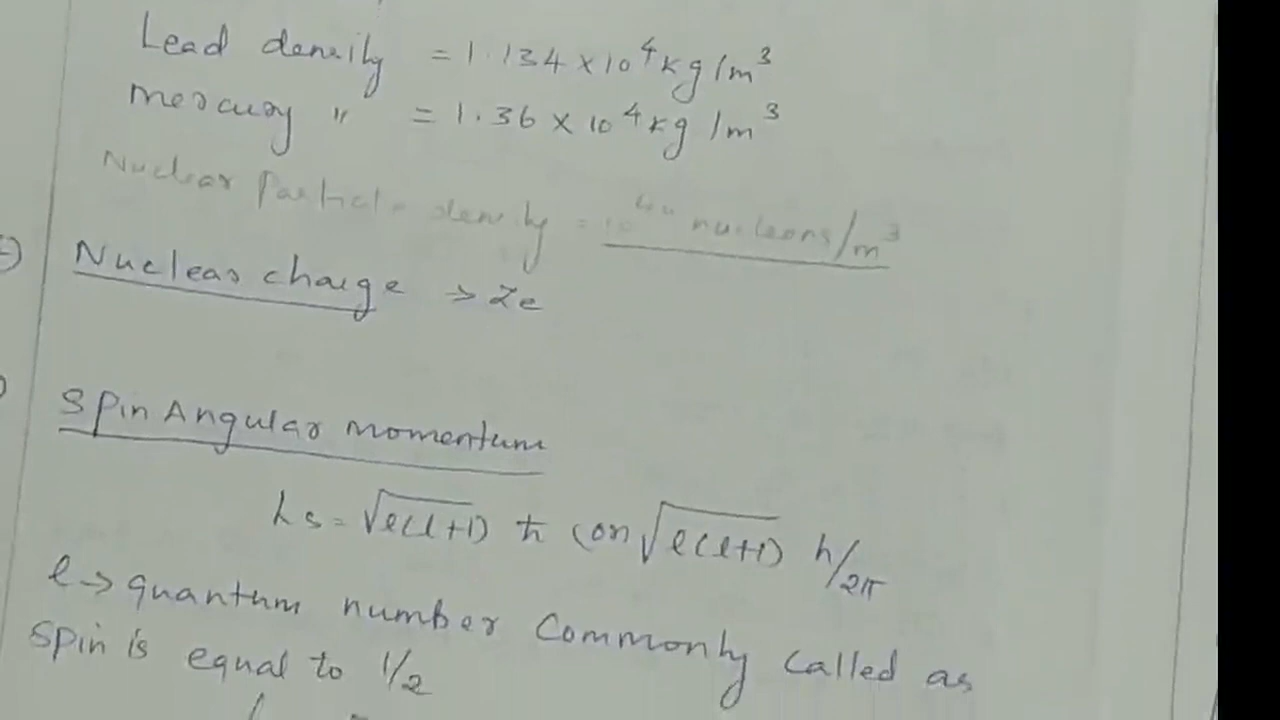 Lead density = 1.134 × 10⁴ kg/m³
mercury " = 1.36 × 10⁴ kg/m³
Nuclear Particle density = 10⁴⁴ nucleons/m³
Nuclear charge → Ze
Spin Angular momentum
Ls = √l(l+1) ħ (or) √l(l+1) h/2π
l → quantum number Commonly called as
spin is equal to 1/2